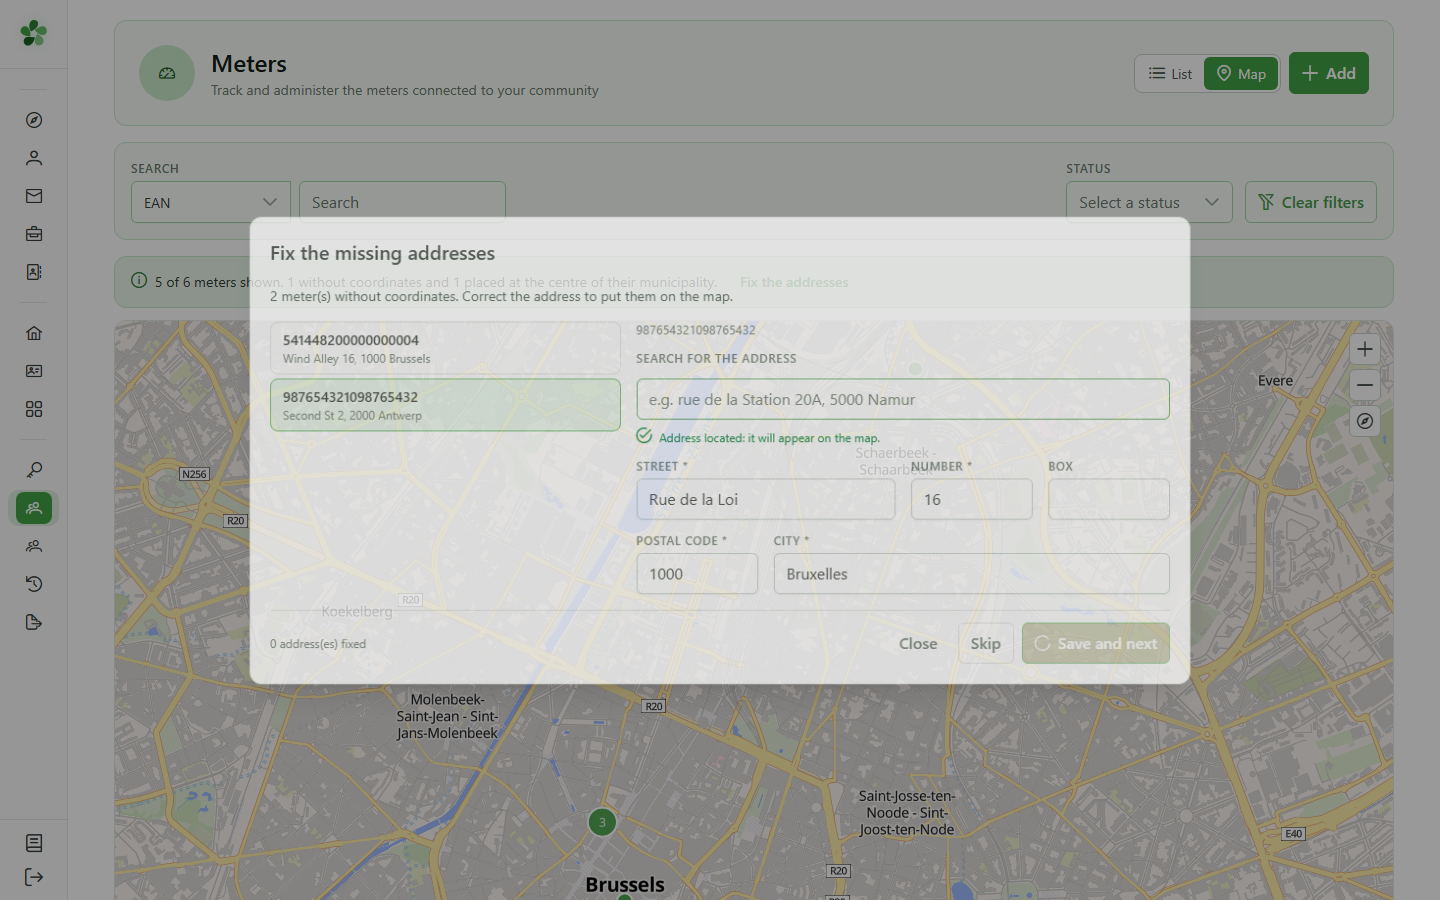 Meters
Track and administer the meters connected to your community
List
Map
Add
SEARCH
EAN
Search
STATUS
Select a status
Clear filters
5 of 6 meters shown. 1 without coordinates and 1 placed at the centre of their municipality.
Fix the addresses
Fix the missing addresses
2 meter(s) without coordinates. Correct the address to put them on the map.
541448200000000004
Wind Alley 16, 1000 Brussels
987654321098765432
Second St 2, 2000 Antwerp
987654321098765432
SEARCH FOR THE ADDRESS
e.g. rue de la Station 20A, 5000 Namur
Address located: it will appear on the map.
STREET *
NUMBER *
BOX
Rue de la Loi
16
POSTAL CODE *
CITY *
1000
Bruxelles
0 address(es) fixed
Close
Skip
Save and next
Evere
N256
R20
Schaerbeek -
Schaarbeek
Koekelberg
R20
Molenbeek-
Saint-Jean - Sint-
Jans-Molenbeek
R20
Saint-Josse-ten-
Noode - Sint-
Joost-ten-Node
3
E40
R20
Brussels